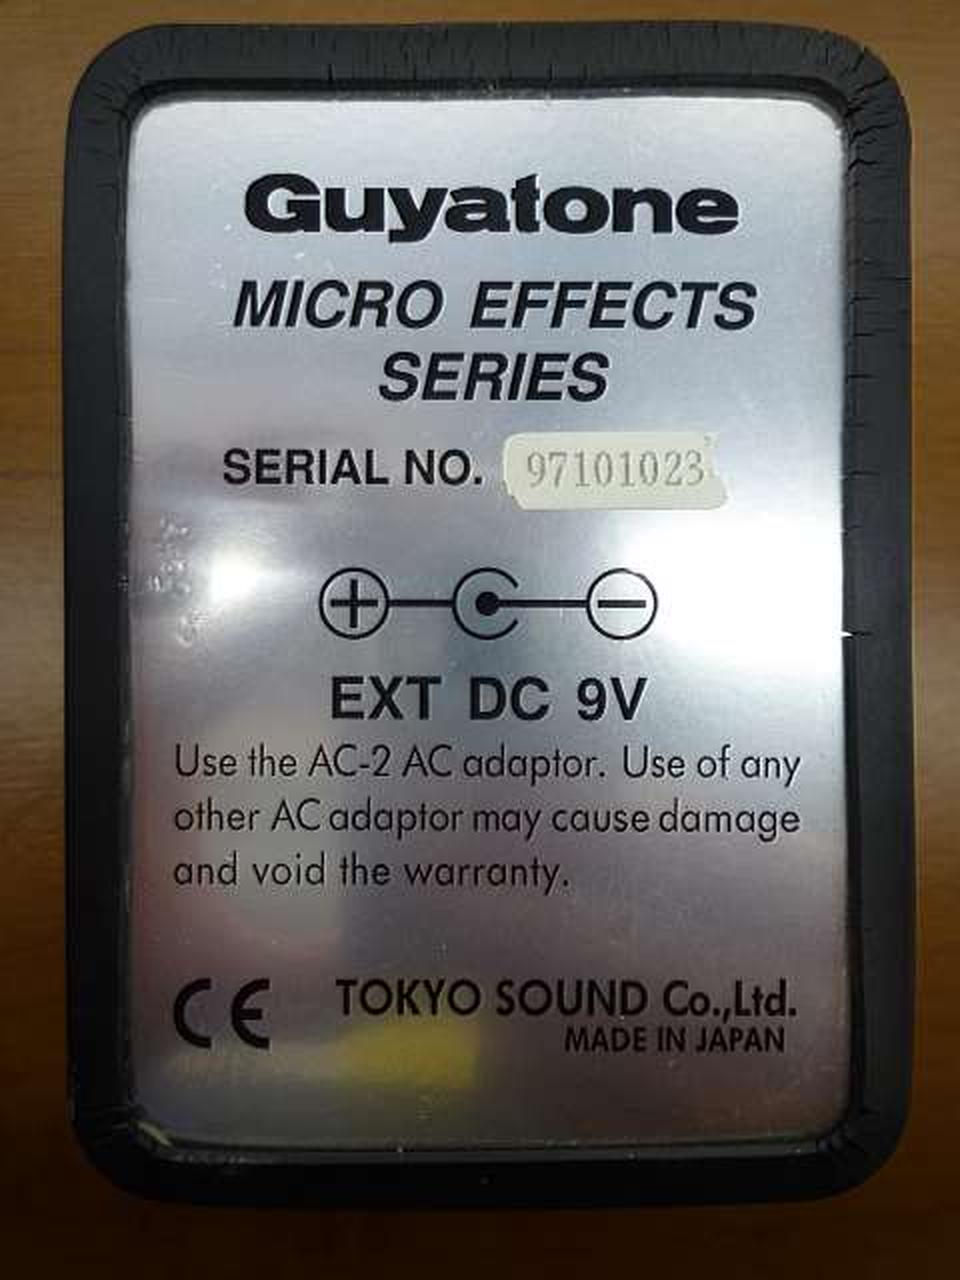 Guyatone
MICRO EFFECTS
SERIES
SERIAL NO. 97101023
EXT DC 9V
Use the AC-2 AC adaptor. Use of any
other AC adaptor may cause damage
and void the warranty.
CE TOKYO SOUND Co.,Ltd.
MADE IN JAPAN